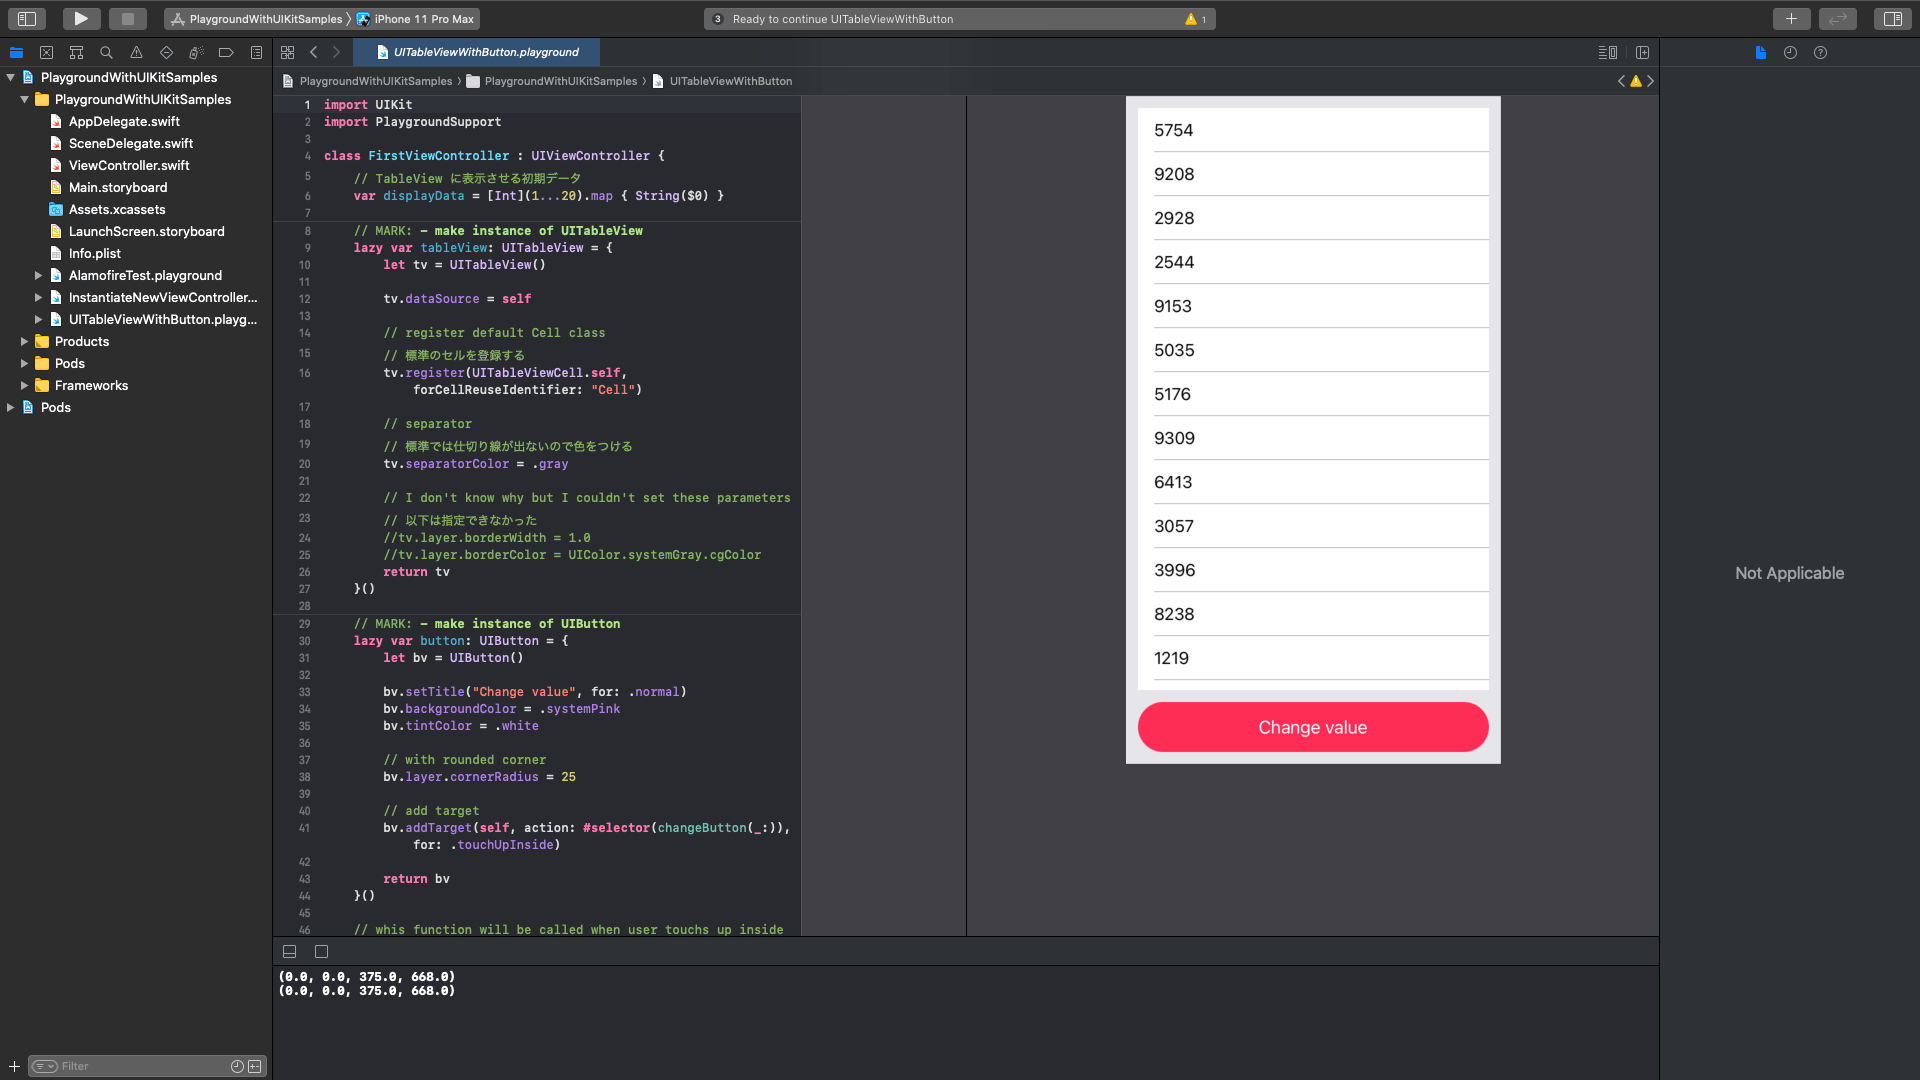 PlaygroundWithUIKitSamples
iPhone 11 Pro Max
3 Ready to continue UITableViewWithButton
1
UITableViewWithButton.playground
PlaygroundWithUIKitSamples
PlaygroundWithUIKitSamples
UITableViewWithButton
PlaygroundWithUIKitSamples
PlaygroundWithUIKitSamples
AppDelegate.swift
SceneDelegate.swift
ViewController.swift
Main.storyboard
Assets.xcassets
LaunchScreen.storyboard
Info.plist
AlamofireTest.playground
InstantiateNewViewController...
UITableViewWithButton.playg...
Products
Pods
Frameworks
Pods
Filter
1 import UIKit
2 import PlaygroundSupport
3
4 class FirstViewController : UIViewController {
5 // TableView に表示させる初期データ
6 var displayData = [Int](1...20).map { String($0) }
7
8 // MARK: - make instance of UITableView
9 lazy var tableView: UITableView = {
10 let tv = UITableView()
11
12 tv.dataSource = self
13
14 // register default Cell class
15 // 標準のセルを登録する
16 tv.register(UITableViewCell.self,
forCellReuseIdentifier: "Cell")
17
18 // separator
19 // 標準では仕切り線が出ないので色をつける
20 tv.separatorColor = .gray
21
22 // I don't know why but I couldn't set these parameters
23 // 以下は指定できなかった
24 //tv.layer.borderWidth = 1.0
25 //tv.layer.borderColor = UIColor.systemGray.cgColor
26 return tv
27 }()
28
29 // MARK: - make instance of UIButton
30 lazy var button: UIButton = {
31 let bv = UIButton()
32
33 bv.setTitle("Change value", for: .normal)
34 bv.backgroundColor = .systemPink
35 bv.tintColor = .white
36
37 // with rounded corner
38 bv.layer.cornerRadius = 25
39
40 // add target
41 bv.addTarget(self, action: #selector(changeButton(_:)),
for: .touchUpInside)
42
43 return bv
44 }()
45
46 // whis function will be called when user touchs up inside
5754
9208
2928
2544
9153
5035
5176
9309
6413
3057
3996
8238
1219
Change value
Not Applicable
(0.0, 0.0, 375.0, 668.0)
(0.0, 0.0, 375.0, 668.0)